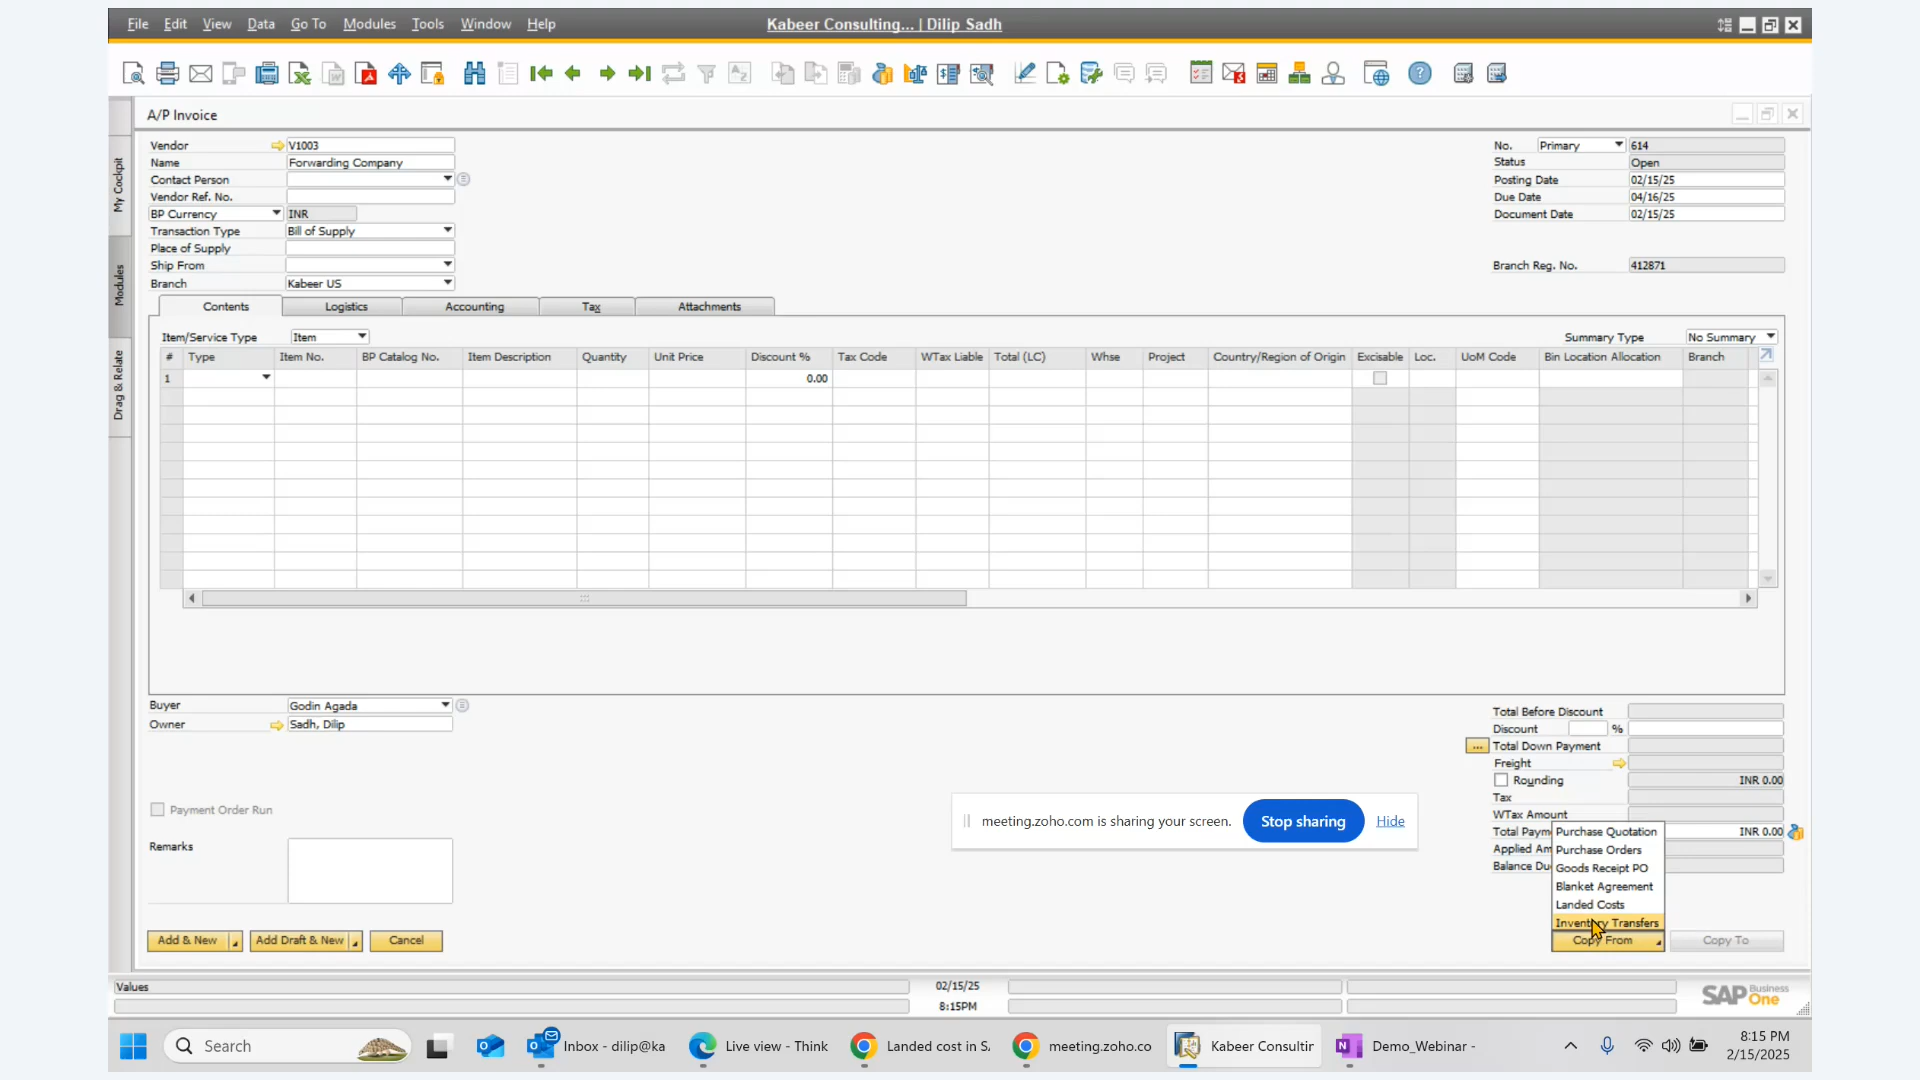 File Edit View Data Go To Modules Tools Window Help
Kabeer Consulting... | Dilip Sadh
A/P Invoice
My Cockpit
Modules
Drag & Relate
Vendor V1003
Name Forwarding Company
Contact Person
Vendor Ref. No.
BP Currency INR
Transaction Type Bill of Supply
Place of Supply
Ship From
Branch Kabeer US
No. Primary 614
Status Open
Posting Date 02/15/25
Due Date 04/16/25
Document Date 02/15/25
Branch Reg. No. 412871
Contents Logistics Accounting Tax Attachments
Item/Service Type Item
Summary Type No Summary
# Type Item No. BP Catalog No. Item Description Quantity Unit Price Discount % Tax Code WTax Liable Total (LC) Whse Project Country/Region of Origin Excisable Loc. UoM Code Bin Location Allocation Branch
1 0.00
Buyer Godin Agada
Owner Sadh, Dilip
Payment Order Run
Remarks
Total Before Discount
Discount %
... Total Down Payment
Freight
Rounding INR 0.00
Tax
WTax Amount
Total Paym INR 0.00
Applied Am
Balance Du
Purchase Quotation
Purchase Orders
Goods Receipt PO
Blanket Agreement
Landed Costs
Inventory Transfers
Copy From Copy To
meeting.zoho.com is sharing your screen. Stop sharing Hide
Add & New Add Draft & New Cancel
Values 02/15/25
8:15PM
SAP Business One
Search Inbox - dilip@ka Live view - Think Landed cost in S meeting.zoho.co Kabeer Consultir Demo_Webinar -
8:15 PM
2/15/2025